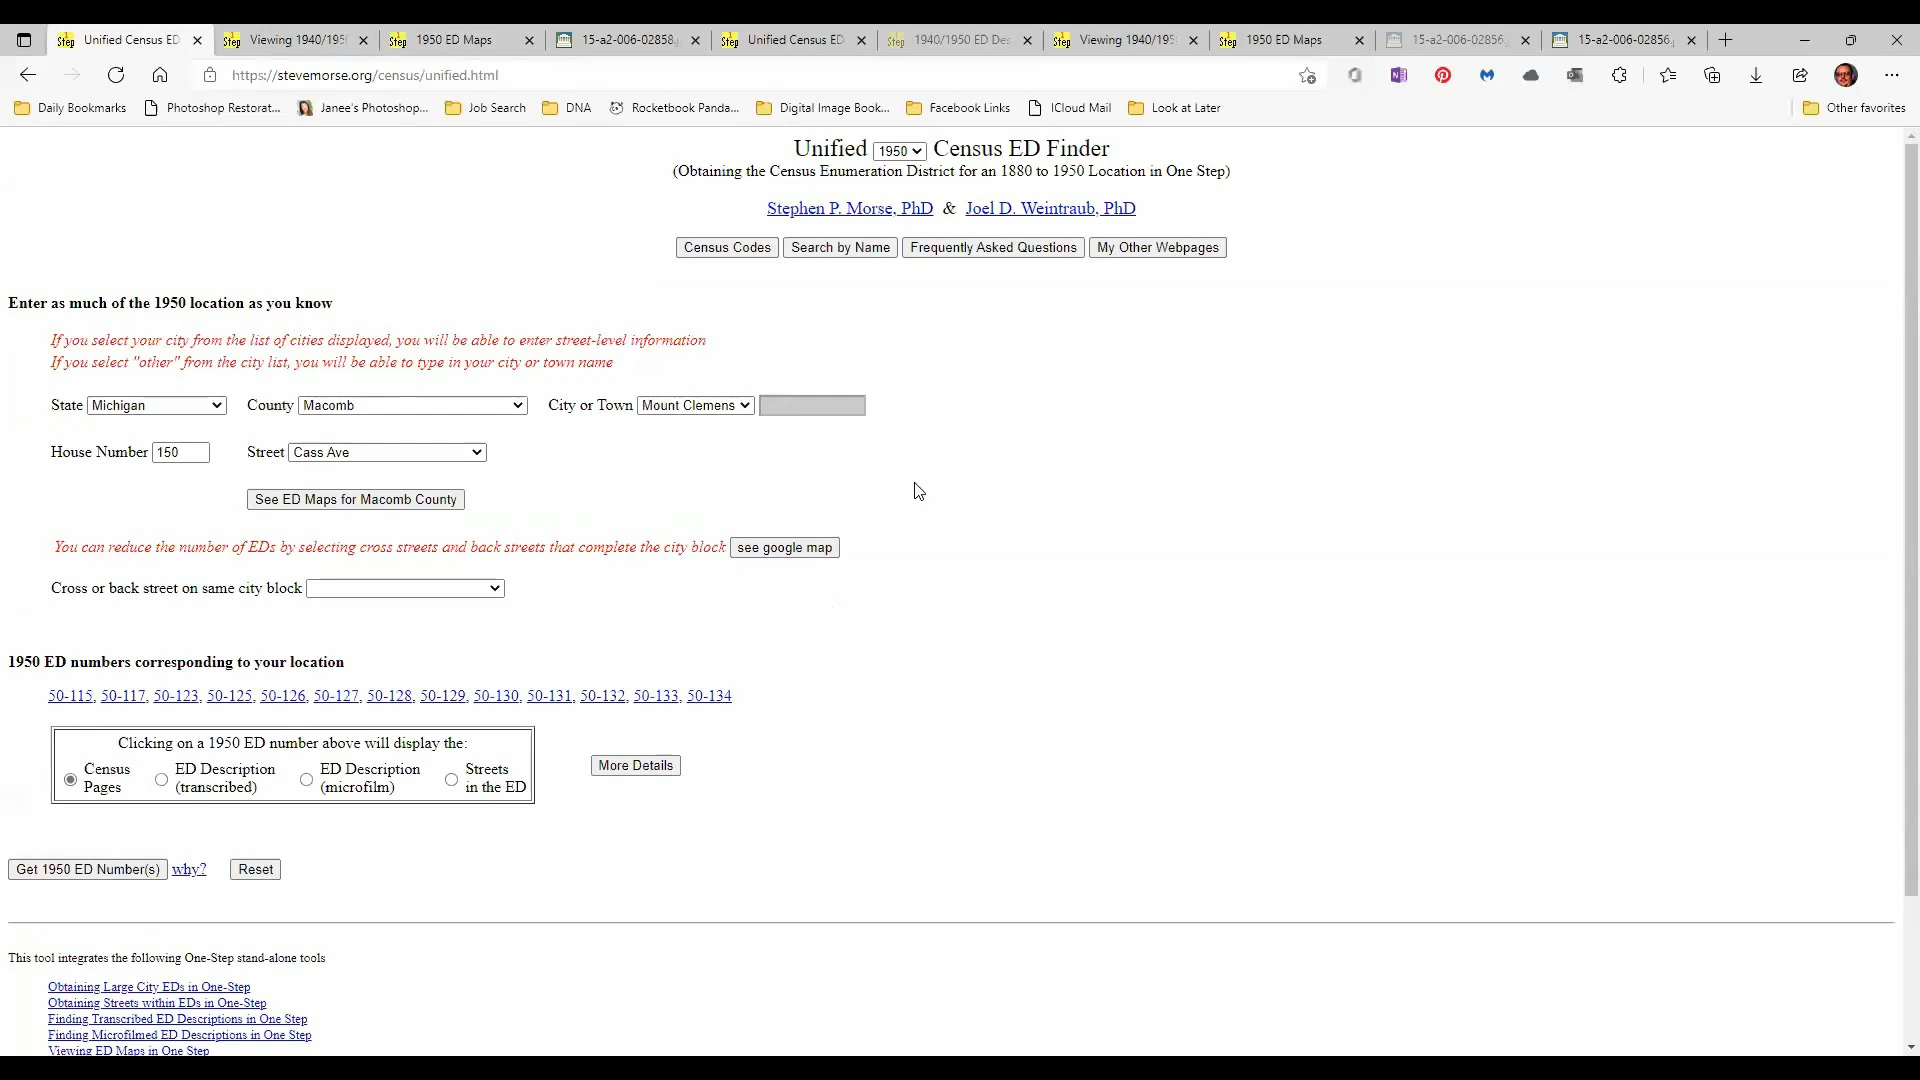 Unified Census ED
Viewing 1940/195
1950 ED Maps
15-a2-006-02858.
Unified Census ED
1940/1950 ED Des
Viewing 1940/195
1950 ED Maps
15-a2-006-02856.
15-a2-006-02856.
https://stevemorse.org/census/unified.html
Daily Bookmarks
Photoshop Restorat...
Janee's Photoshop...
Job Search
DNA
Rocketbook Panda...
Digital Image Book...
Facebook Links
ICloud Mail
Look at Later
Other favorites
Unified 1950 Census ED Finder
(Obtaining the Census Enumeration District for an 1880 to 1950 Location in One Step)
Stephen P. Morse, PhD & Joel D. Weintraub, PhD
Census Codes Search by Name Frequently Asked Questions My Other Webpages
Enter as much of the 1950 location as you know
If you select your city from the list of cities displayed, you will be able to enter street-level information
If you select "other" from the city list, you will be able to type in your city or town name
State Michigan County Macomb City or Town Mount Clemens
House Number 150 Street Cass Ave
See ED Maps for Macomb County
You can reduce the number of EDs by selecting cross streets and back streets that complete the city block see google map
Cross or back street on same city block
1950 ED numbers corresponding to your location
50-115, 50-117, 50-123, 50-125, 50-126, 50-127, 50-128, 50-129, 50-130, 50-131, 50-132, 50-133, 50-134
Clicking on a 1950 ED number above will display the:
Census Pages
ED Description (transcribed)
ED Description (microfilm)
Streets in the ED
More Details
Get 1950 ED Number(s) why? Reset
This tool integrates the following One-Step stand-alone tools
Obtaining Large City EDs in One-Step
Obtaining Streets within EDs in One-Step
Finding Transcribed ED Descriptions in One Step
Finding Microfilmed ED Descriptions in One Step
Viewing ED Maps in One Step